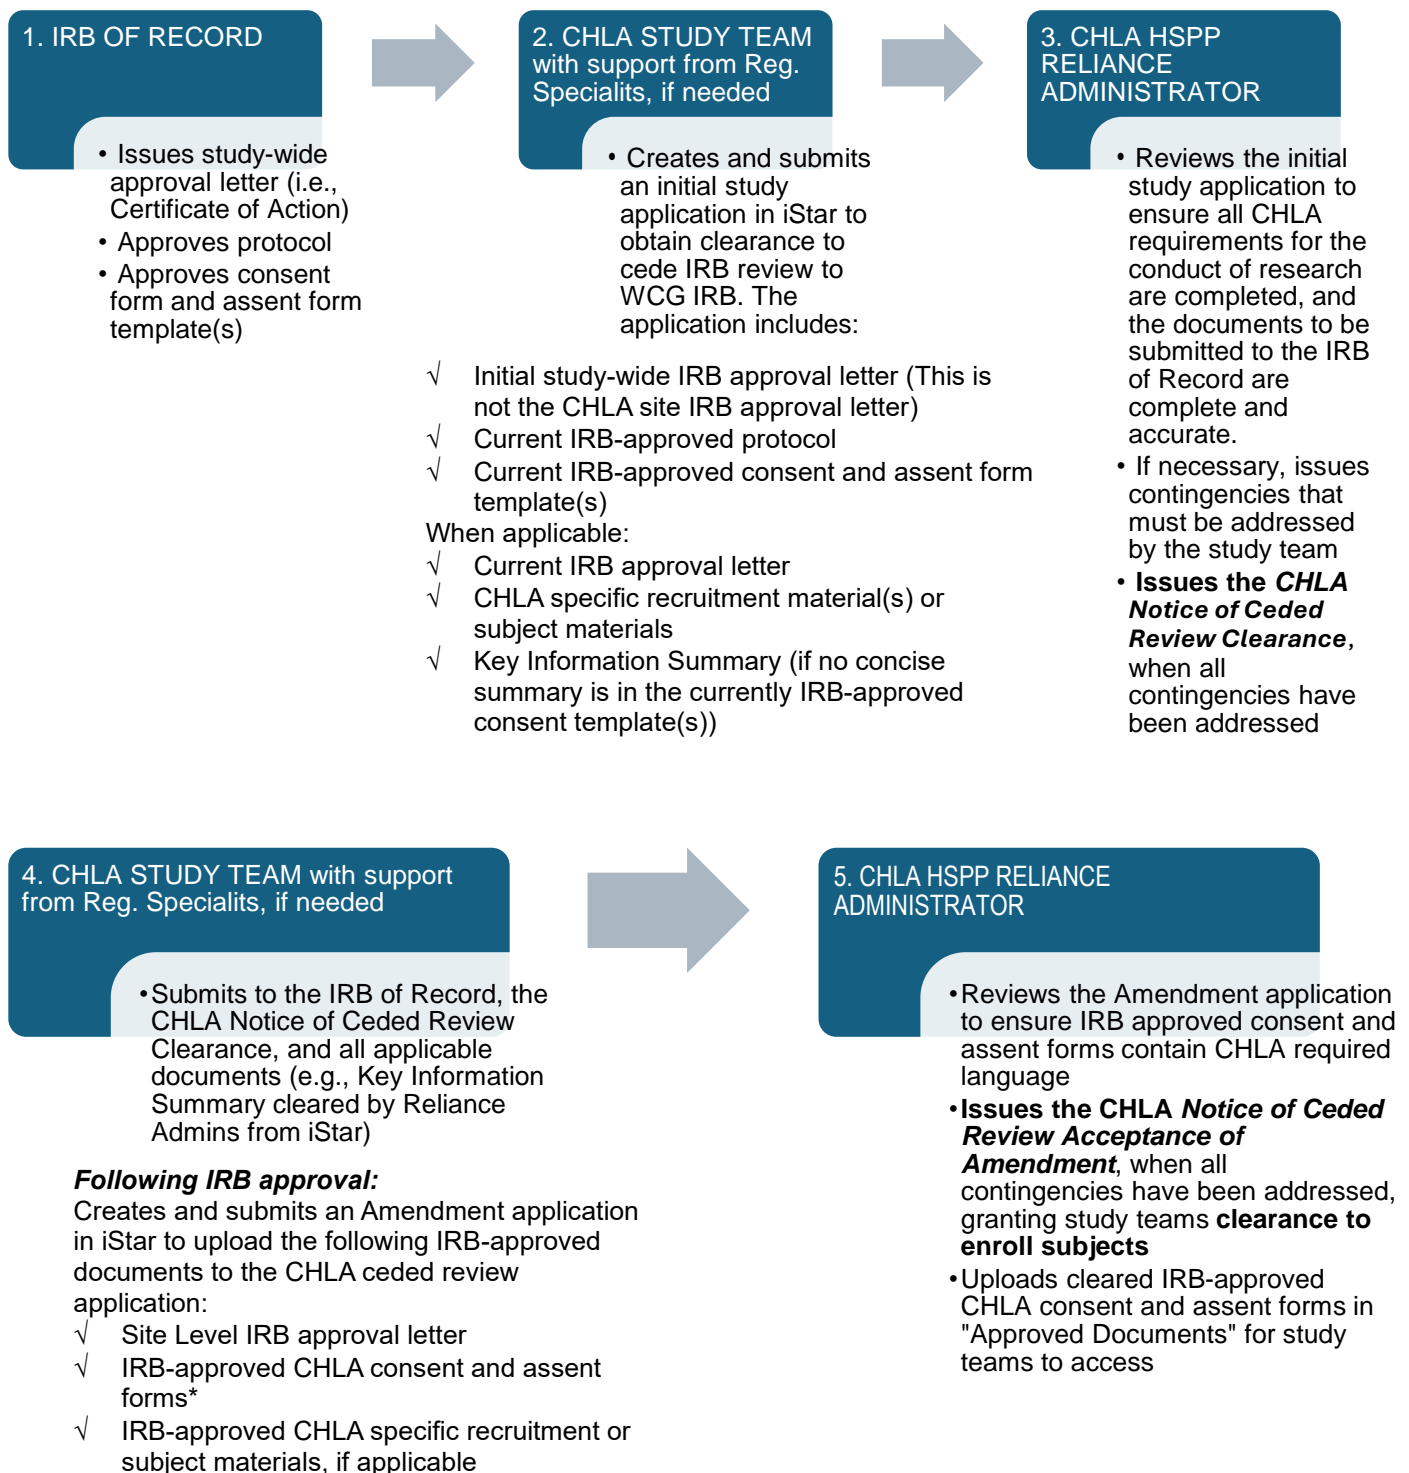 1. IRB OF RECORD
• Issues study-wide
approval letter (i.e.,
Certificate of Action)
• Approves protocol
• Approves consent
form and assent form
template(s)
2. CHLA STUDY TEAM
with support from Reg.
Specialits, if needed
• Creates and submits
an initial study
application in iStar to
obtain clearance to
cede IRB review to
WCG IRB. The
application includes:
√ Initial study-wide IRB approval letter (This is
not the CHLA site IRB approval letter)
√ Current IRB-approved protocol
√ Current IRB-approved consent and assent form
template(s)
When applicable:
√ Current IRB approval letter
√ CHLA specific recruitment material(s) or
subject materials
√ Key Information Summary (if no concise
summary is in the currently IRB-approved
consent template(s))
3. CHLA HSPP
RELIANCE
ADMINISTRATOR
• Reviews the initial
study application to
ensure all CHLA
requirements for the
conduct of research
are completed, and
the documents to be
submitted to the IRB
of Record are
complete and
accurate.
• If necessary, issues
contingencies that
must be addressed
by the study team
• Issues the CHLA
Notice of Ceded
Review Clearance,
when all
contingencies have
been addressed
4. CHLA STUDY TEAM with support
from Reg. Specialits, if needed
•Submits to the IRB of Record, the
CHLA Notice of Ceded Review
Clearance, and all applicable
documents (e.g., Key Information
Summary cleared by Reliance
Admins from iStar)
Following IRB approval:
Creates and submits an Amendment application
in iStar to upload the following IRB-approved
documents to the CHLA ceded review
application:
√ Site Level IRB approval letter
√ IRB-approved CHLA consent and assent
forms*
√ IRB-approved CHLA specific recruitment or
subject materials, if applicable
5. CHLA HSPP RELIANCE
ADMINISTRATOR
•Reviews the Amendment application
to ensure IRB approved consent and
assent forms contain CHLA required
language
•Issues the CHLA Notice of Ceded
Review Acceptance of
Amendment, when all
contingencies have been addressed,
granting study teams clearance to
enroll subjects
•Uploads cleared IRB-approved
CHLA consent and assent forms in
"Approved Documents" for study
teams to access